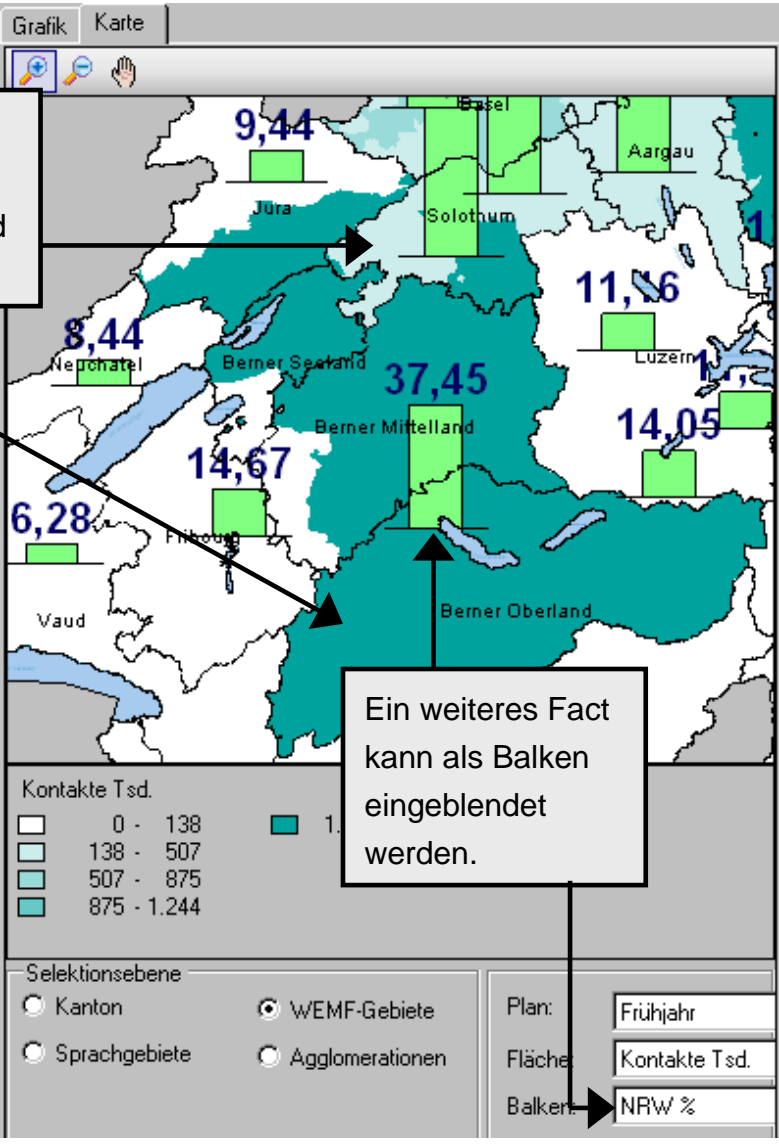 Grafik Karte
d
9,44
Basel
Aargau
Jura
Solothurn
1
11,16
8,44
Neuchatel
Berner Seeland
37,45
Luzern
Berner Mittelland
14,05
14,67
6,28
Fribourg
Vaud
Berner Oberland
Ein weiteres Fact
kann als Balken
eingeblendet
werden.
Kontakte Tsd.
0 - 138
1.
138 - 507
507 - 875
875 - 1.244
Selektionsebene
Kanton
WEMF-Gebiete
Sprachgebiete
Agglomerationen
Plan: Frühjahr
Fläche: Kontakte Tsd.
Balken: NRW %